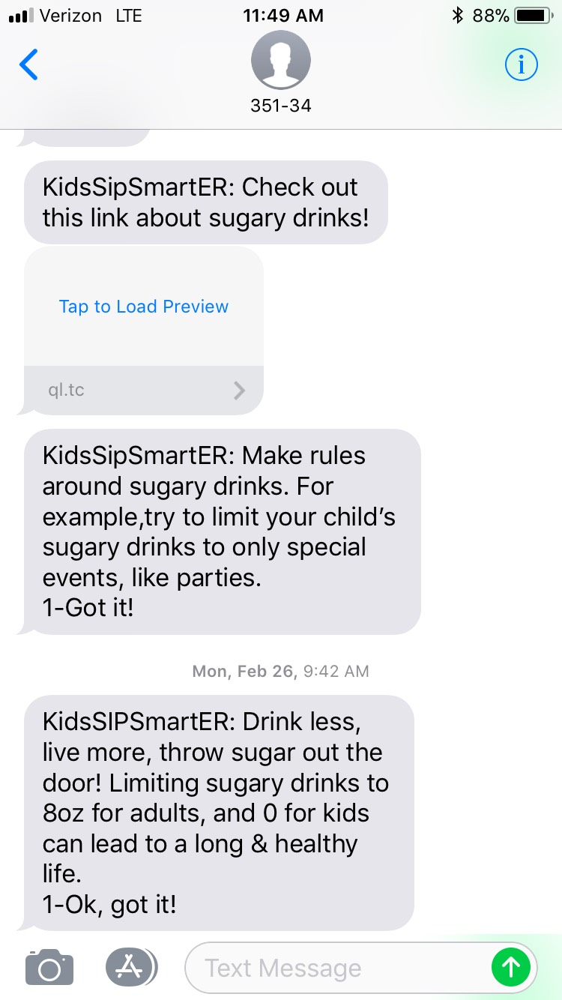 Verizon LTE 11:49 AM 88%
351-34
KidsSipSmartER: Check out
this link about sugary drinks!
Tap to Load Preview
ql.tc
KidsSipSmartER: Make rules
around sugary drinks. For
example,try to limit your child’s
sugary drinks to only special
events, like parties.
1-Got it!
Mon, Feb 26, 9:42 AM
KidsSIPSmartER: Drink less,
live more, throw sugar out the
door! Limiting sugary drinks to
8oz for adults, and 0 for kids
can lead to a long & healthy
life.
1-Ok, got it!
Text Message